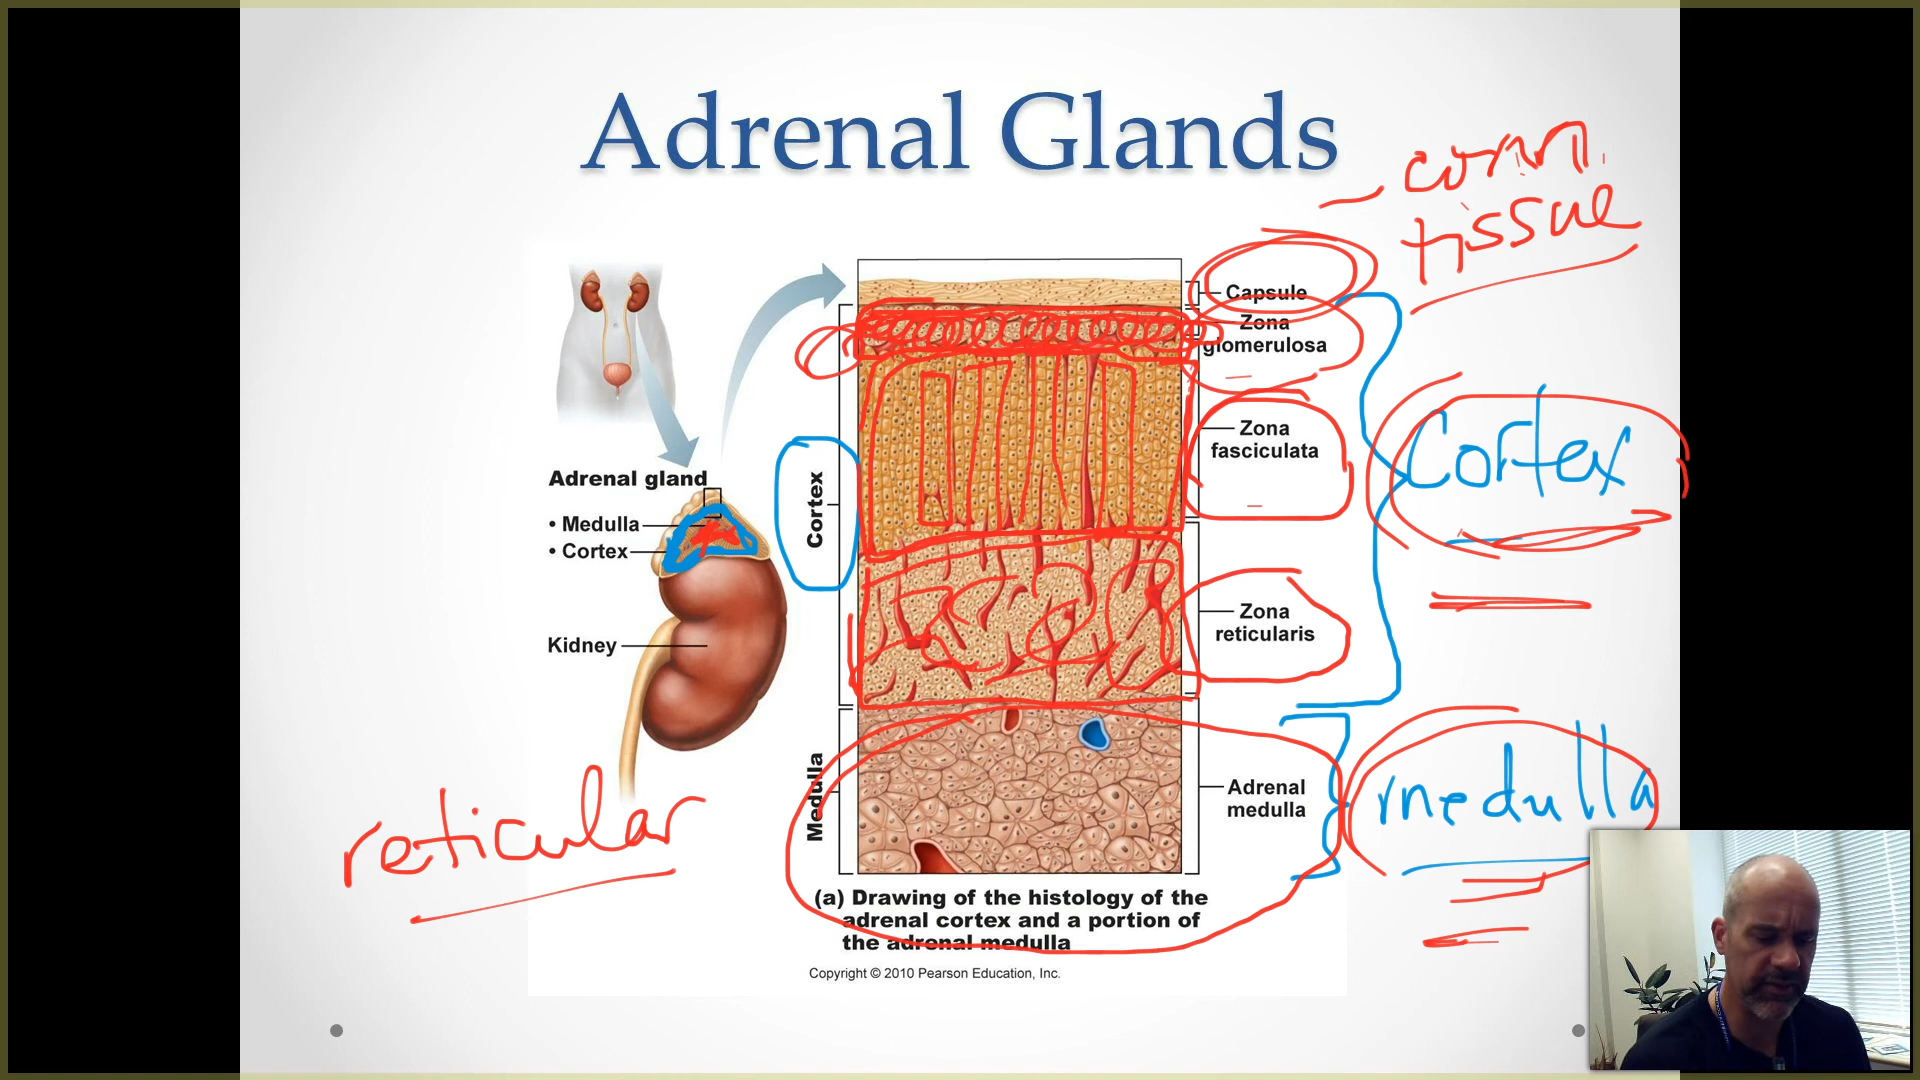 Adrenal Glands
conn.
tissue
Capsule
Zona
glomerulosa
Zona
fasciculata
Cortex
Cortex
Adrenal gland
• Medulla
• Cortex
Kidney
Zona
reticularis
Medulla
Adrenal
medulla
medulla
reticular
(a) Drawing of the histology of the
adrenal cortex and a portion of
the adrenal medulla
Copyright © 2010 Pearson Education, Inc.